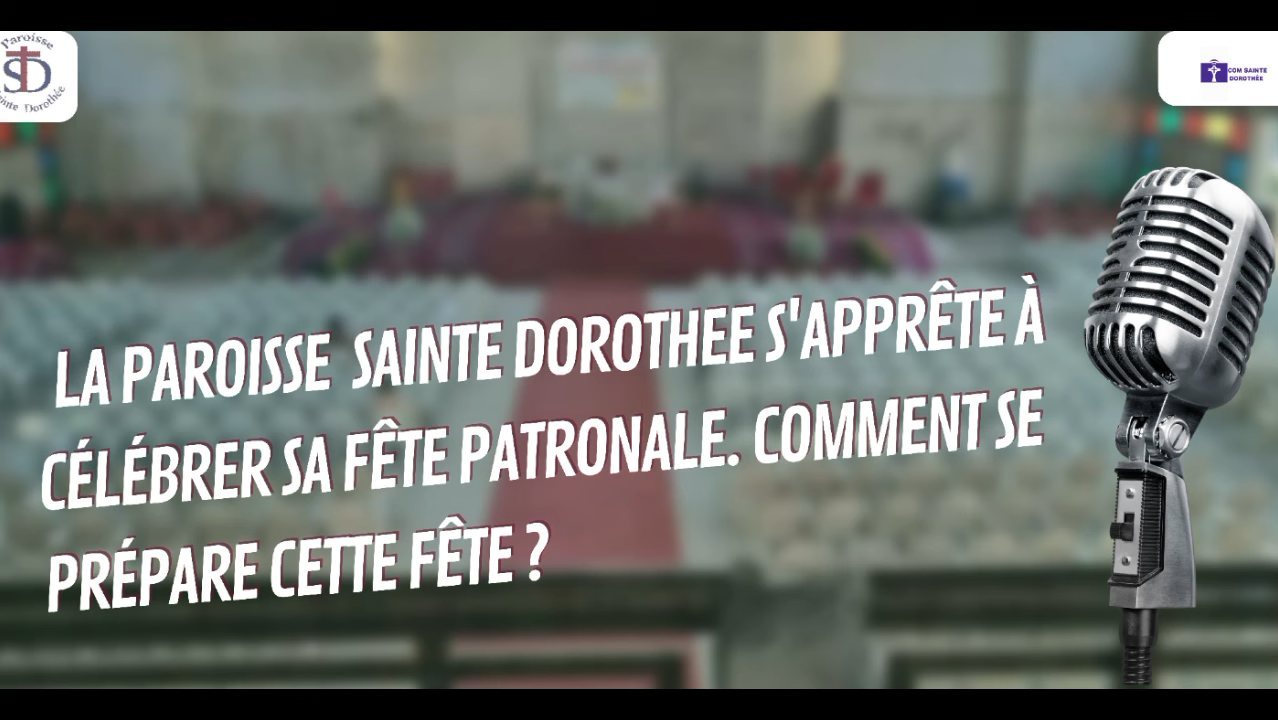 Paroisse
SD
Sainte Dorothée
COM SAINTE
DOROTHÉE
LA PAROISSE SAINTE DOROTHEE S'APPRÊTE À
CÉLÉBRER SA FÊTE PATRONALE. COMMENT SE
PRÉPARE CETTE FÊTE ?